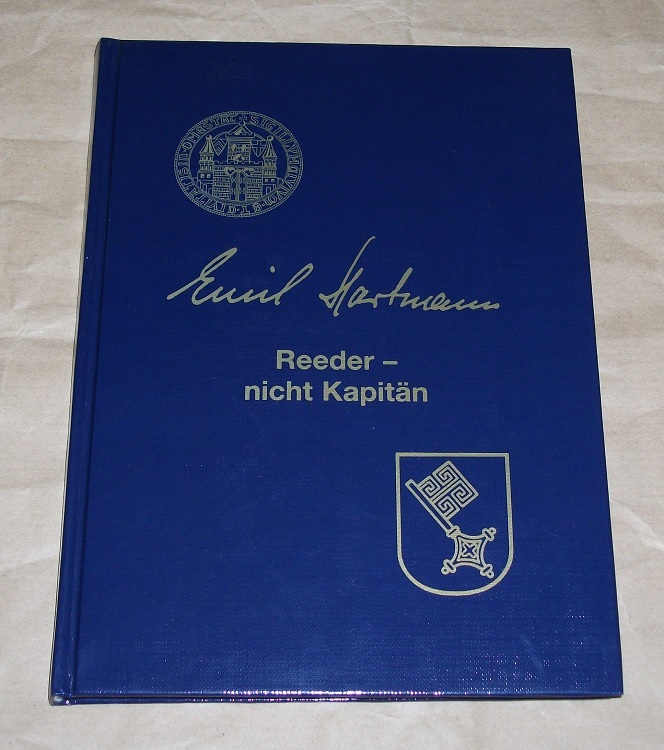 Emil Hartmann
Reeder –
nicht Kapitän